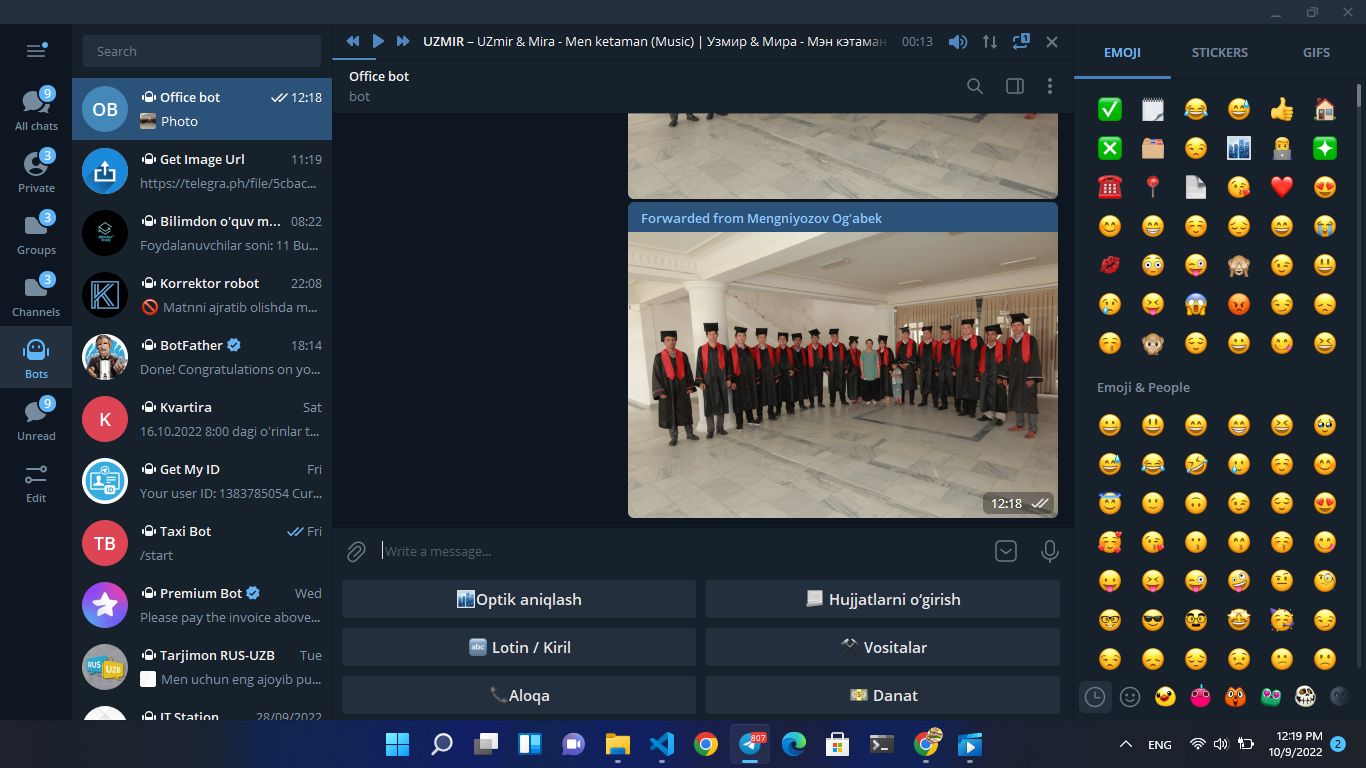 Search
All chats
9
Private
3
Groups
3
Channels
3
Bots
Unread
9
Edit
OB
Office bot
12:18
Photo
Get Image Url
11:19
https://telegra.ph/file/5cbac...
Bilimdon o'quv m...
08:22
Foydalanuvchilar soni: 11 Bu...
Korrektor robot
22:08
Matnni ajratib olishda m...
BotFather
18:14
Done! Congratulations on yo...
K
Kvartira
Sat
16.10.2022 8:00 dagi o'rinlar t...
Get My ID
Fri
Your user ID: 1383785054 Cur...
TB
Taxi Bot
Fri
/start
Premium Bot
Wed
Please pay the invoice above...
RUS
UZB
Tarjimon RUS-UZB
Tue
Men uchun eng ajoyib pu...
IT Station
28/09/2022
UZMIR – UZmir & Mira - Men ketaman (Music) | Узмир & Мира - Мэн кэтаман
00:13
Office bot
bot
Forwarded from Mengniyozov Og'abek
12:18
Write a message...
Optik aniqlash
Hujjatlarni o‘girish
abc Lotin / Kiril
Vositalar
Aloqa
Danat
EMOJI
STICKERS
GIFS
Emoji & People
807
ENG
12:19 PM
10/9/2022
2